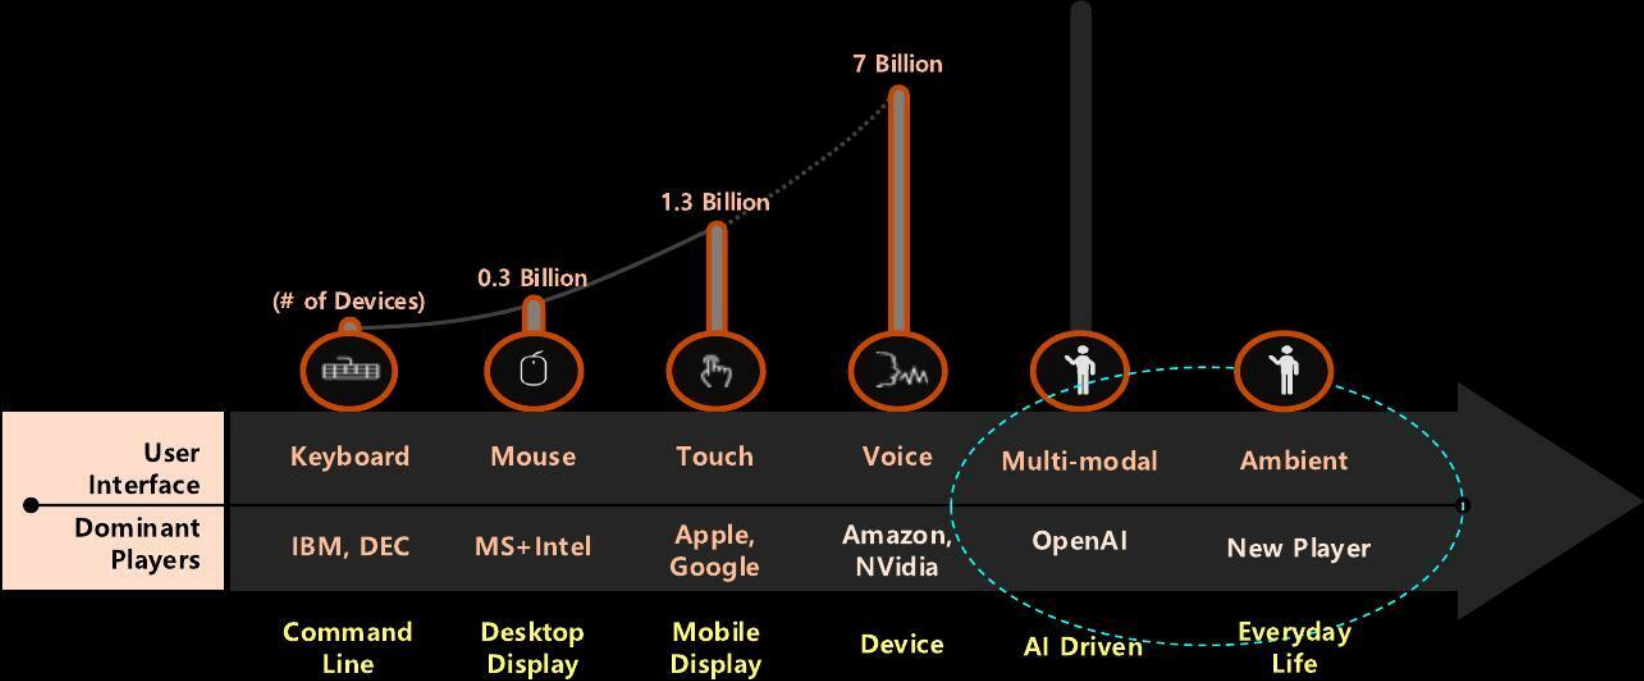 7 Billion
1.3 Billion
0.3 Billion
(# of Devices)
User
Interface
Keyboard
Mouse
Touch
Voice
Multi-modal
Ambient
Dominant
Players
IBM, DEC
MS+Intel
Apple,
Google
Amazon,
NVidia
OpenAI
New Player
Command
Line
Desktop
Display
Mobile
Display
Device
AI Driven
Everyday
Life